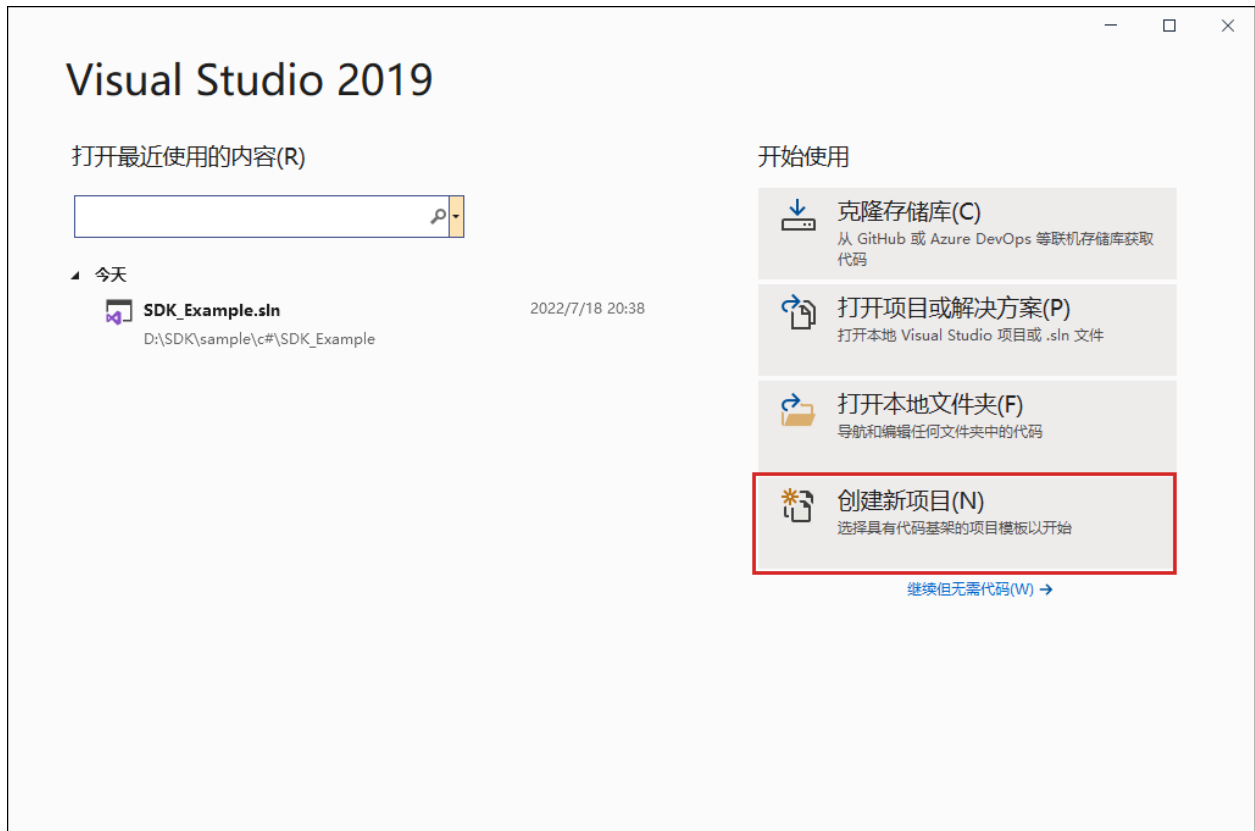 Visual Studio 2019
打开最近使用的内容(R)
今天
SDK_Example.sln
2022/7/18 20:38
D:\SDK\sample\c#\SDK_Example
开始使用
克隆存储库(C)
从 GitHub 或 Azure DevOps 等联机存储库获取
代码
打开项目或解决方案(P)
打开本地 Visual Studio 项目或 .sln 文件
打开本地文件夹(F)
导航和编辑任何文件夹中的代码
创建新项目(N)
选择具有代码基架的项目模板以开始
继续但无需代码(W) →